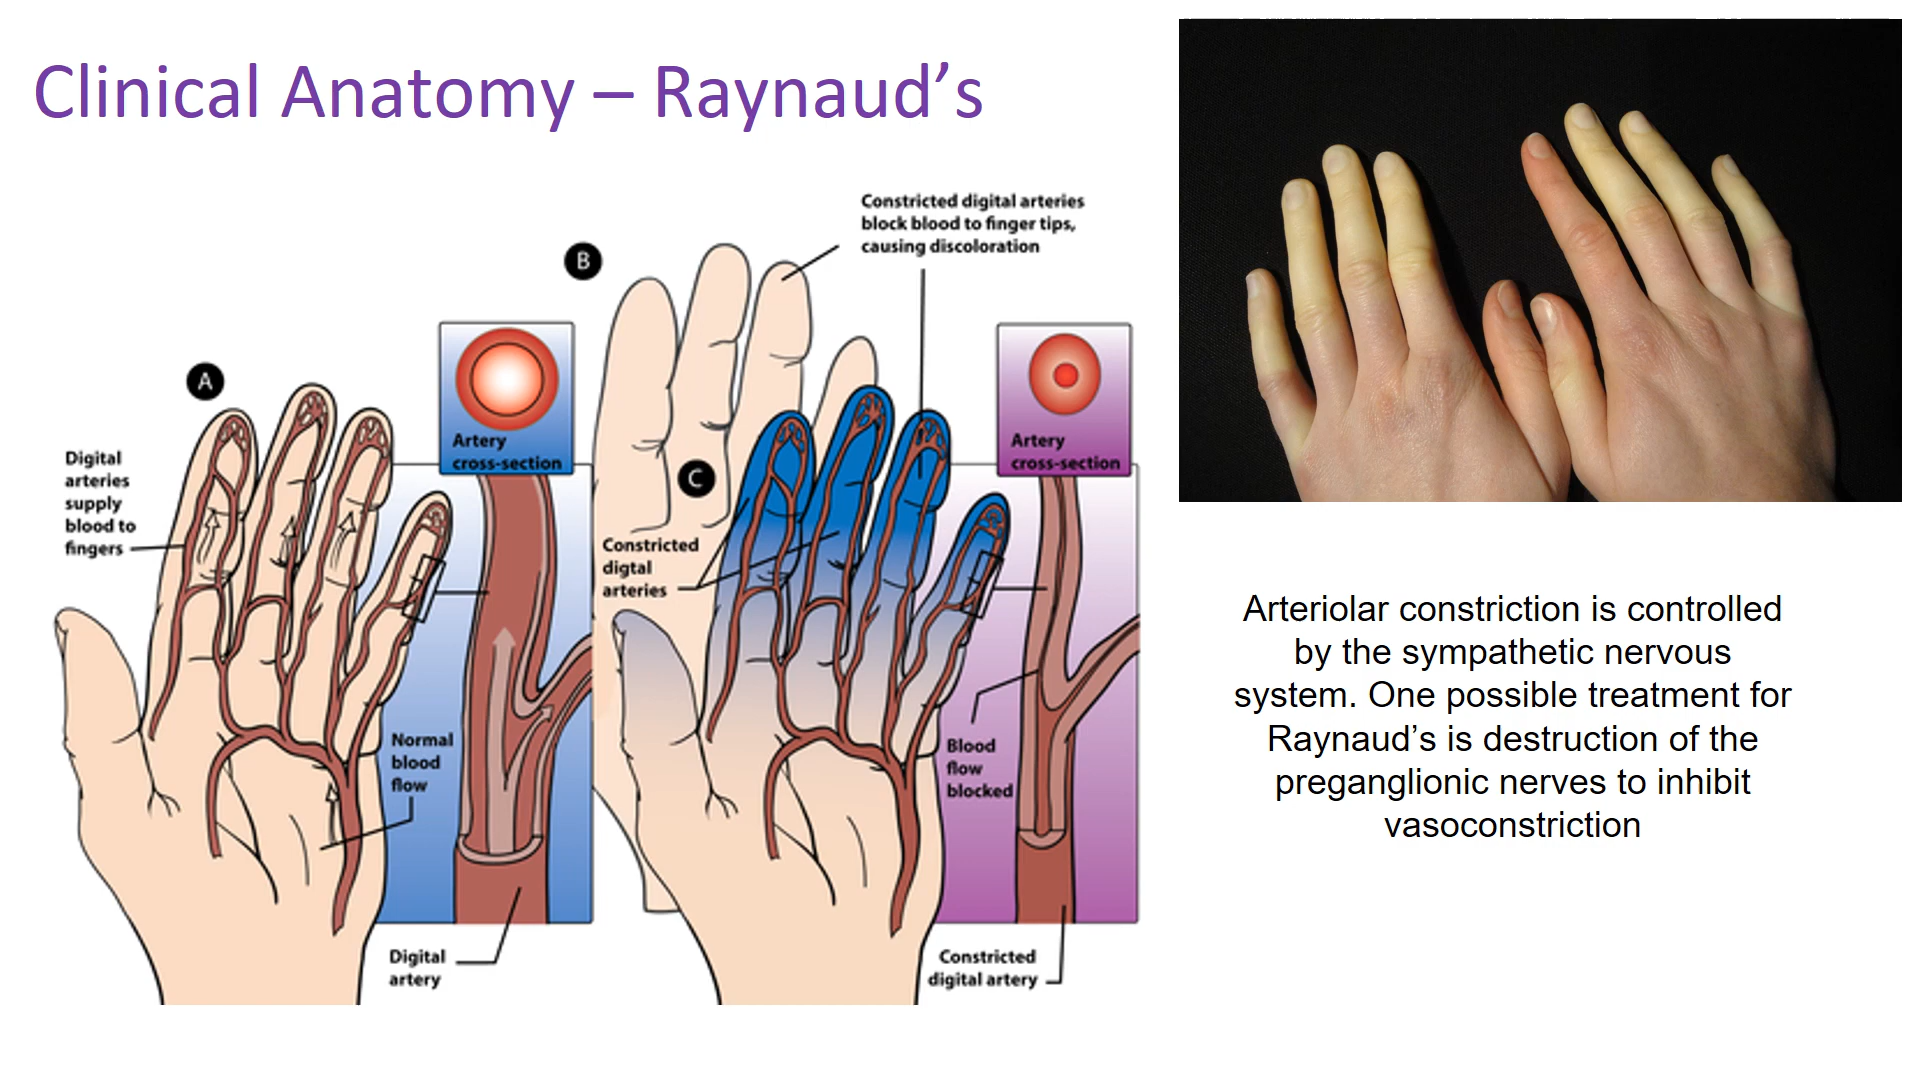 Clinical Anatomy – Raynaud’s
Constricted digital arteries
block blood to finger tips,
causing discoloration
B
A
Artery
cross-section
Artery
cross-section
Digital
arteries
supply
blood to
fingers
C
Constricted
digtal
arteries
Normal
blood
flow
Blood
flow
blocked
Digital
artery
Constricted
digital artery
Arteriolar constriction is controlled
by the sympathetic nervous
system. One possible treatment for
Raynaud’s is destruction of the
preganglionic nerves to inhibit
vasoconstriction